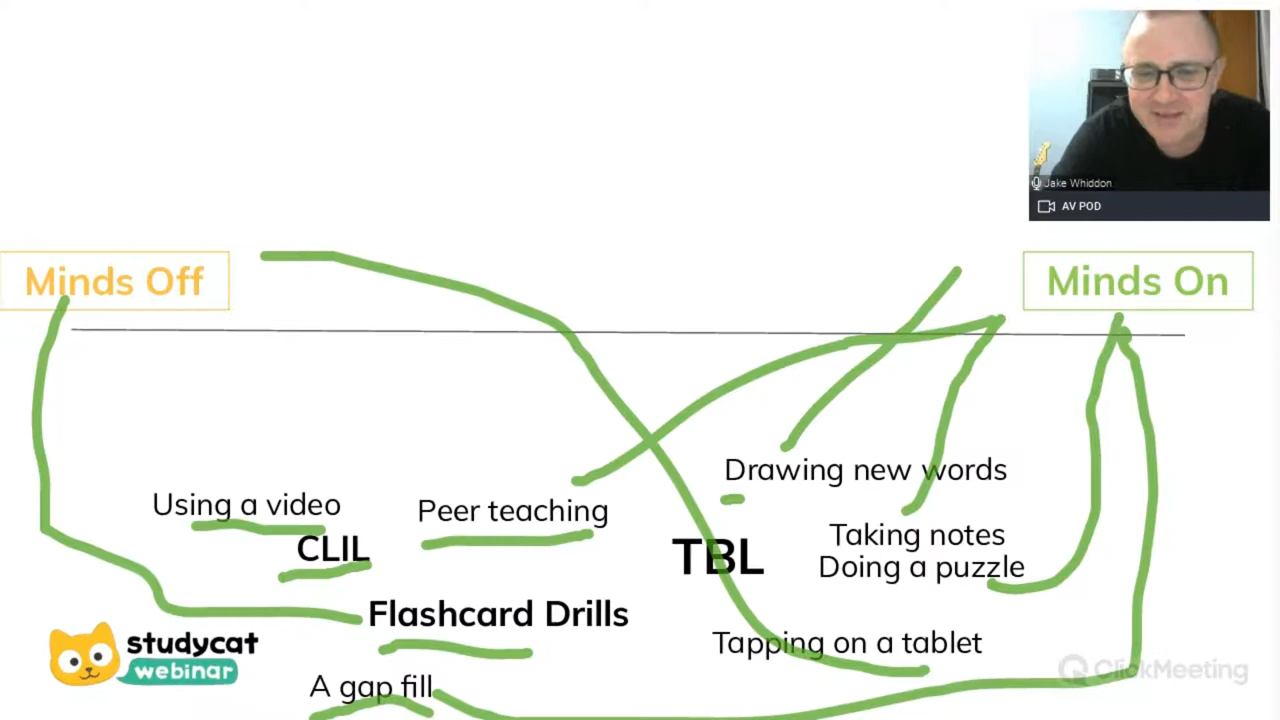 Jake Whiddon
AV POD
Minds Off
Minds On
Drawing new words
Using a video
Peer teaching
Taking notes
CLIL
TBL
Doing a puzzle
Flashcard Drills
studycat
webinar
Tapping on a tablet
ClickMeeting
A gap fill